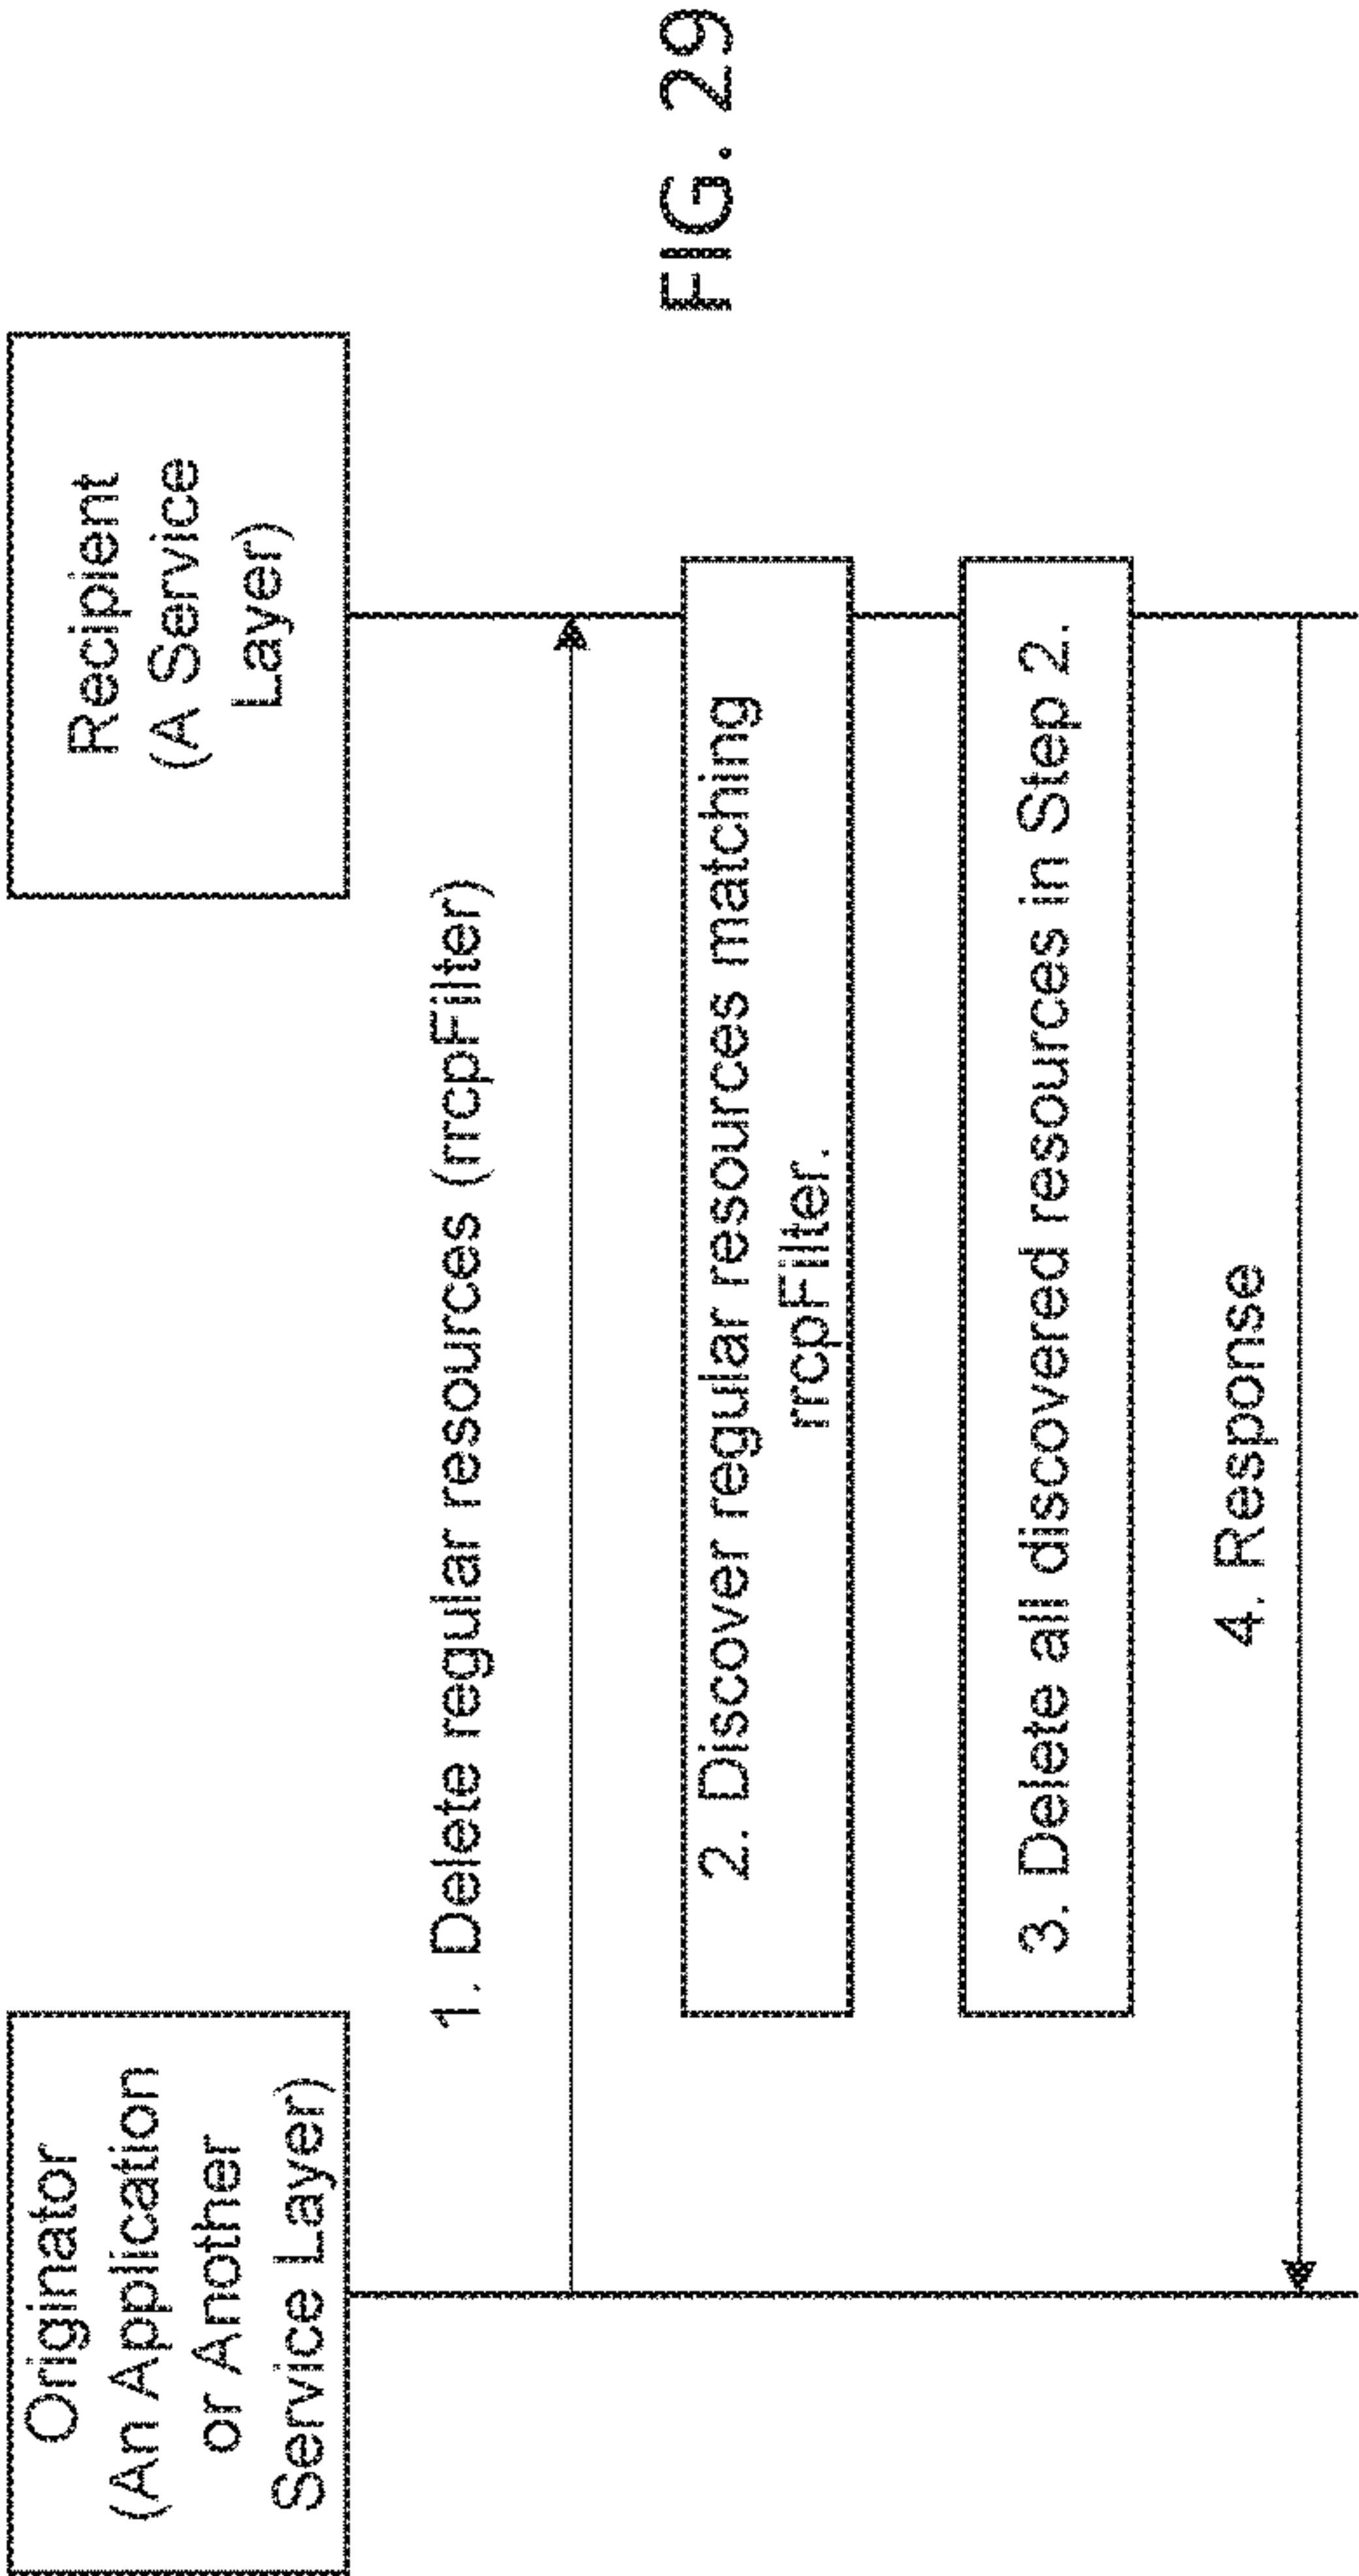 Originator
(An Application
or Another
Service Layer)
Recipient
(A Service
Layer)
1. Delete regular resources (rrcpFilter)
2. Discover regular resources matching
rrcpFilter.
3. Delete all discovered resources in Step 2.
4. Response
FIG. 29